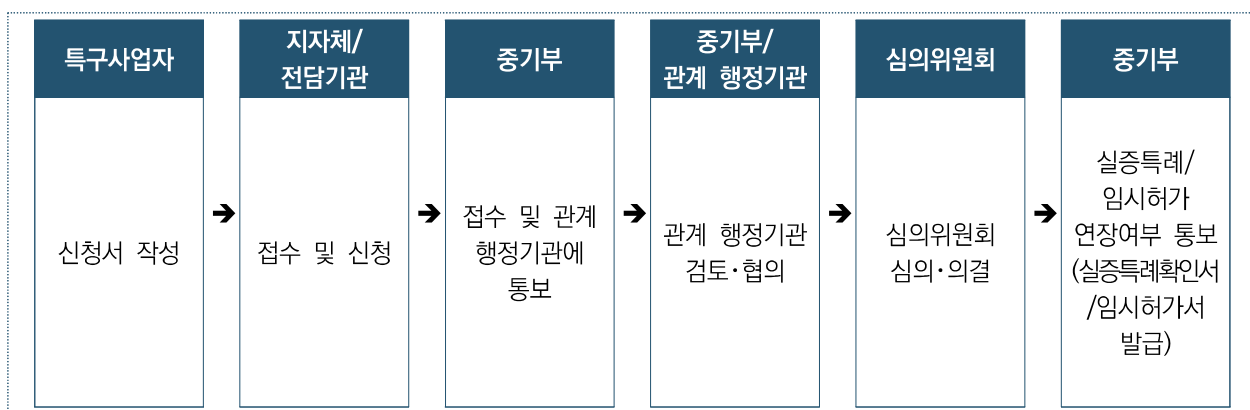 특구사업자
신청서 작성
➔
지자체/
전담기관
접수 및 신청
➔
중기부
접수 및 관계
행정기관에
통보
➔
중기부/
관계 행정기관
관계 행정기관
검토·협의
➔
심의위원회
심의위원회
심의·의결
➔
중기부
실증특례/
임시허가
연장여부 통보
(실증특례확인서
/임시허가서
발급)